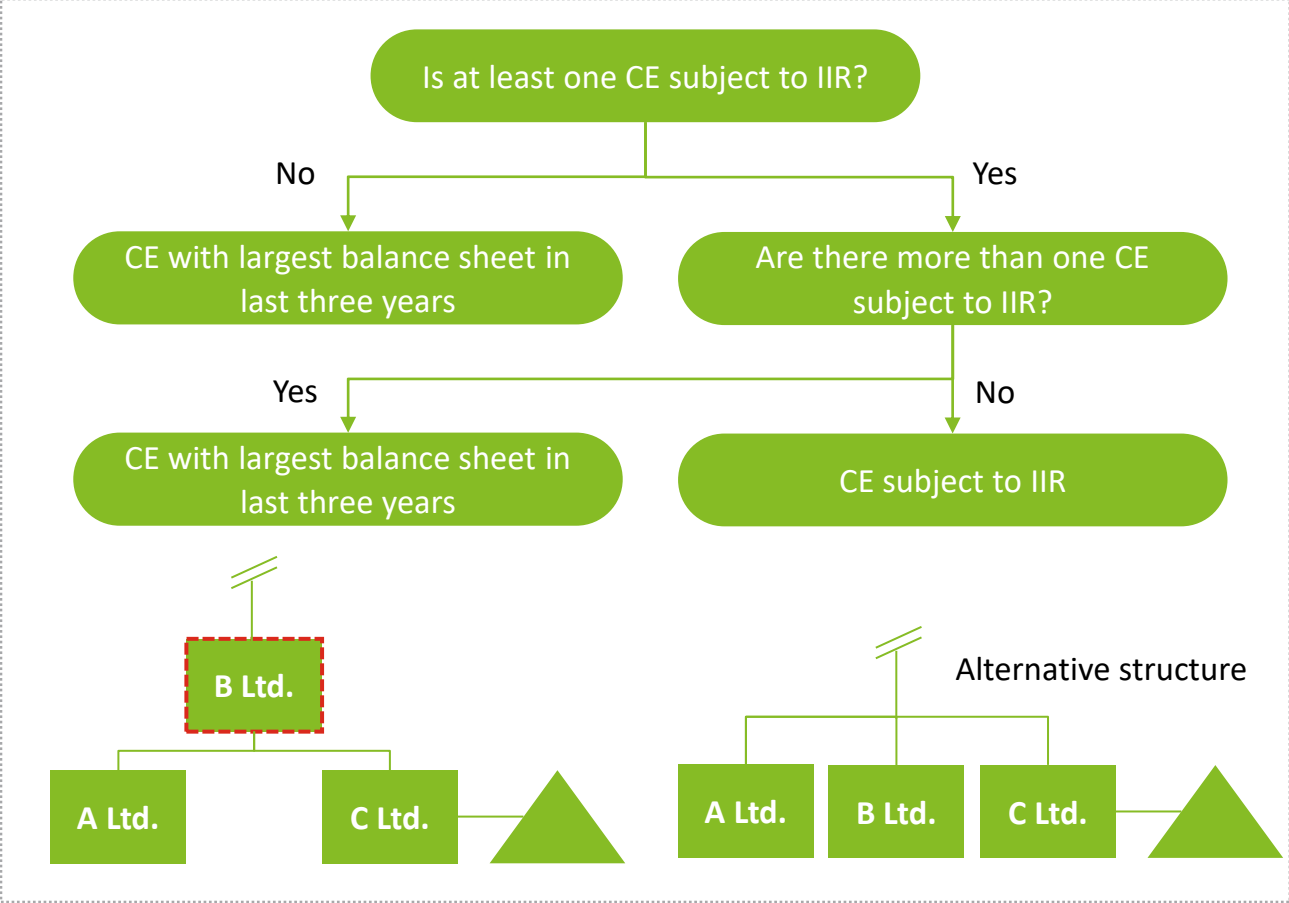 Is at least one CE subject to IIR?
No
Yes
CE with largest balance sheet in
last three years
Are there more than one CE
subject to IIR?
Yes
No
CE with largest balance sheet in
last three years
CE subject to IIR
B Ltd.
A Ltd.
C Ltd.
Alternative structure
A Ltd.
B Ltd.
C Ltd.